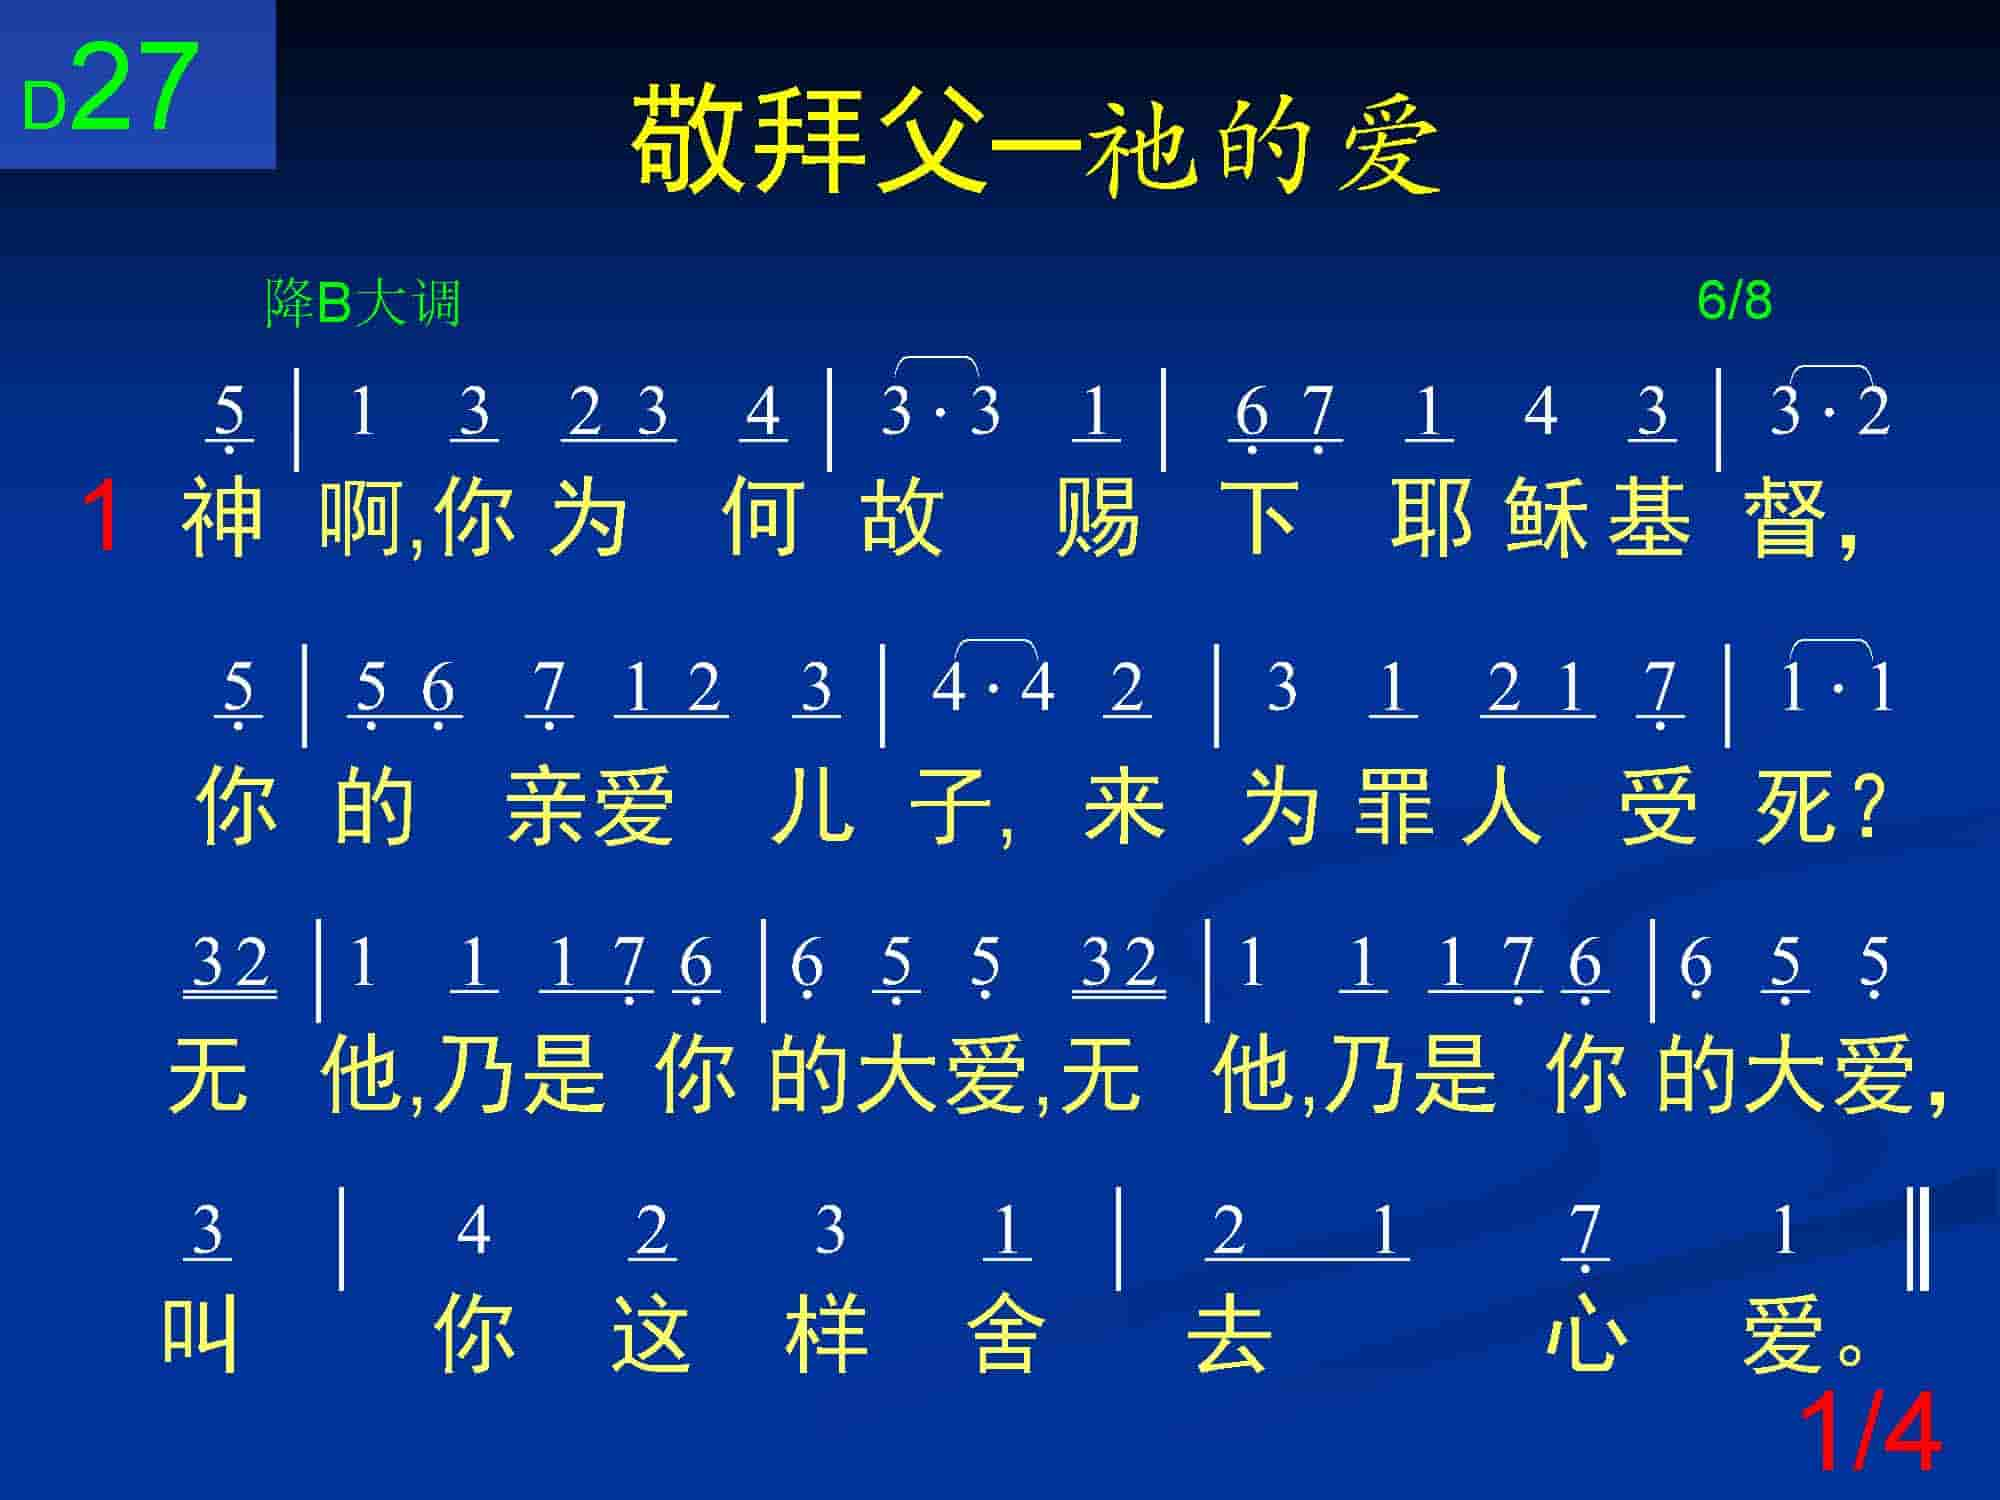 D27
敬拜父─祂的爱
降B大调 6/8
5̣ | 1 3 2 3 4 | 3 · 3 1 | 6̣ 7̣ 1 4 3 | 3 · 2
1 神 啊,你 为 何 故 赐 下 耶 稣 基 督,
5̣ | 5̣ 6̣ 7̣ 1 2 3 | 4 · 4 2 | 3 1 2 1 7̣ | 1 · 1
你 的 亲爱 儿 子, 来 为 罪 人 受 死?
3 2 | 1 1 1 7̣ 6̣ | 6̣ 5̣ 5̣ 3 2 | 1 1 1 7̣ 6̣ | 6̣ 5̣ 5̣
无 他,乃是 你 的大爱,无 他,乃是 你 的大爱,
3 | 4 2 3 1 | 2 1 7̣ 1 ‖
叫 你 这 样 舍 去 心 爱。
1/4